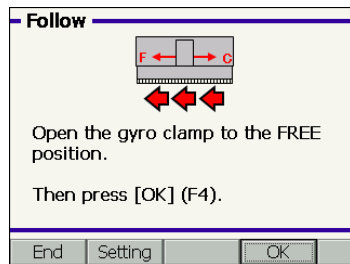 Follow
F C
Open the gyro clamp to the FREE
position.
Then press [OK] (F4).
End Setting OK